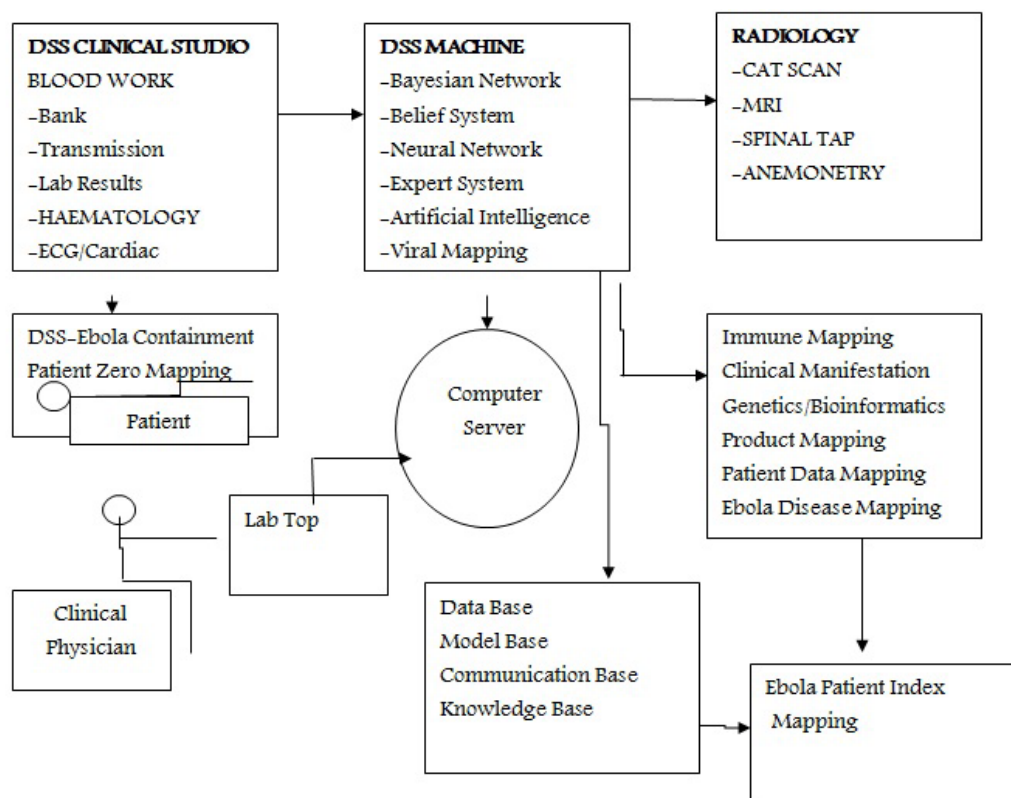 DSS CLINICAL STUDIO
BLOOD WORK
-Bank
-Transmission
-Lab Results
-HAEMATOLOGY
-ECG/Cardiac
DSS MACHINE
-Bayesian Network
-Belief System
-Neural Network
-Expert System
-Artificial Intelligence
-Viral Mapping
RADIOLOGY
-CAT SCAN
-MRI
-SPINAL TAP
-ANEMONETRY
DSS-Ebola Containment
Patient Zero Mapping
Patient
Computer
Server
Immune Mapping
Clinical Manifestation
Genetics/Bioinformatics
Product Mapping
Patient Data Mapping
Ebola Disease Mapping
Lab Top
Clinical
Physician
Data Base
Model Base
Communication Base
Knowledge Base
Ebola Patient Index
Mapping